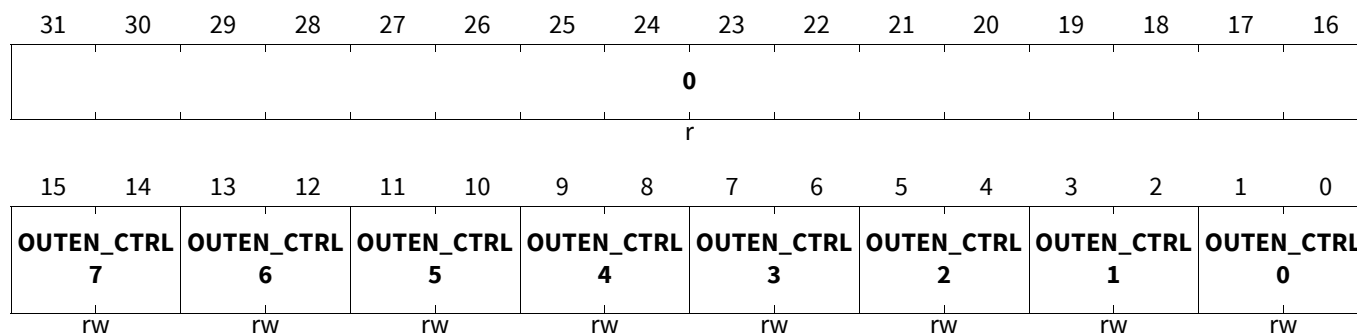 31 30 29 28 27 26 25 24 23 22 21 20 19 18 17 16
0
r
15 14 13 12 11 10 9 8 7 6 5 4 3 2 1 0
OUTEN_CTRL OUTEN_CTRL OUTEN_CTRL OUTEN_CTRL OUTEN_CTRL OUTEN_CTRL OUTEN_CTRL OUTEN_CTRL
7 6 5 4 3 2 1 0
rw rw rw rw rw rw rw rw